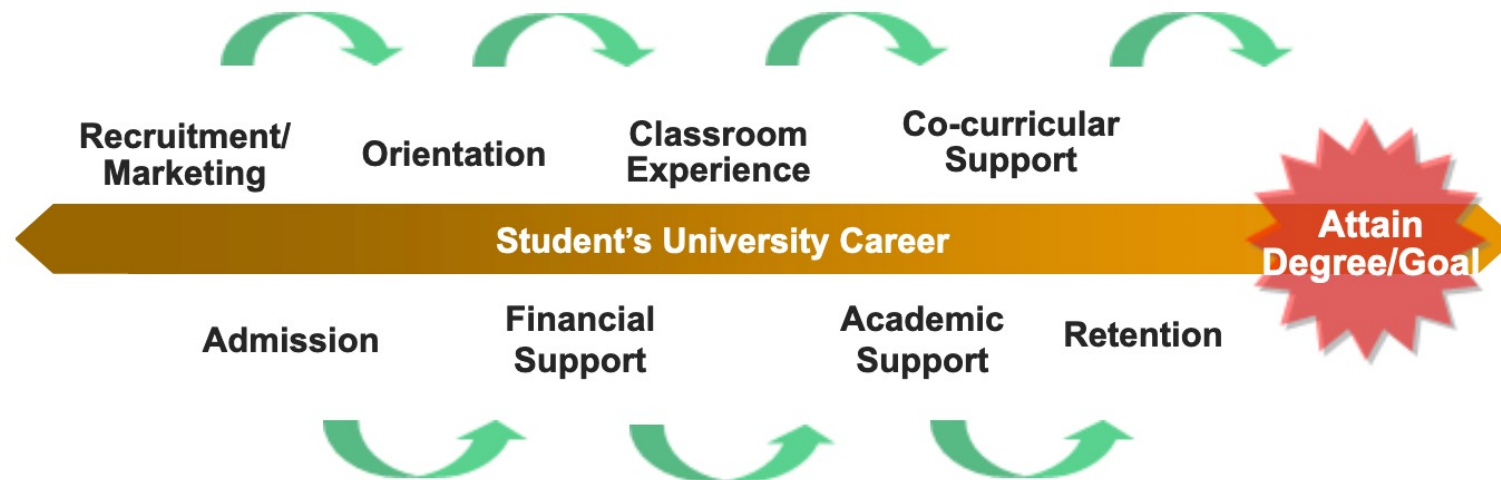 Recruitment/
Marketing
Orientation
Classroom
Experience
Co-curricular
Support
Student’s University Career
Attain
Degree/Goal
Admission
Financial
Support
Academic
Support
Retention